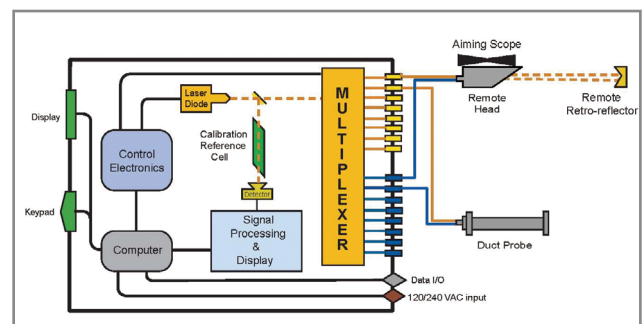 Aiming Scope
Remote
Head
Remote
Retro-reflector
Laser
Diode
Display
Calibration
Reference
Cell
Control
Electronics
MULTIPLEXER
Detector
Keypad
Computer
Signal
Processing
&
Display
Duct Probe
Data I/O
120/240 VAC input